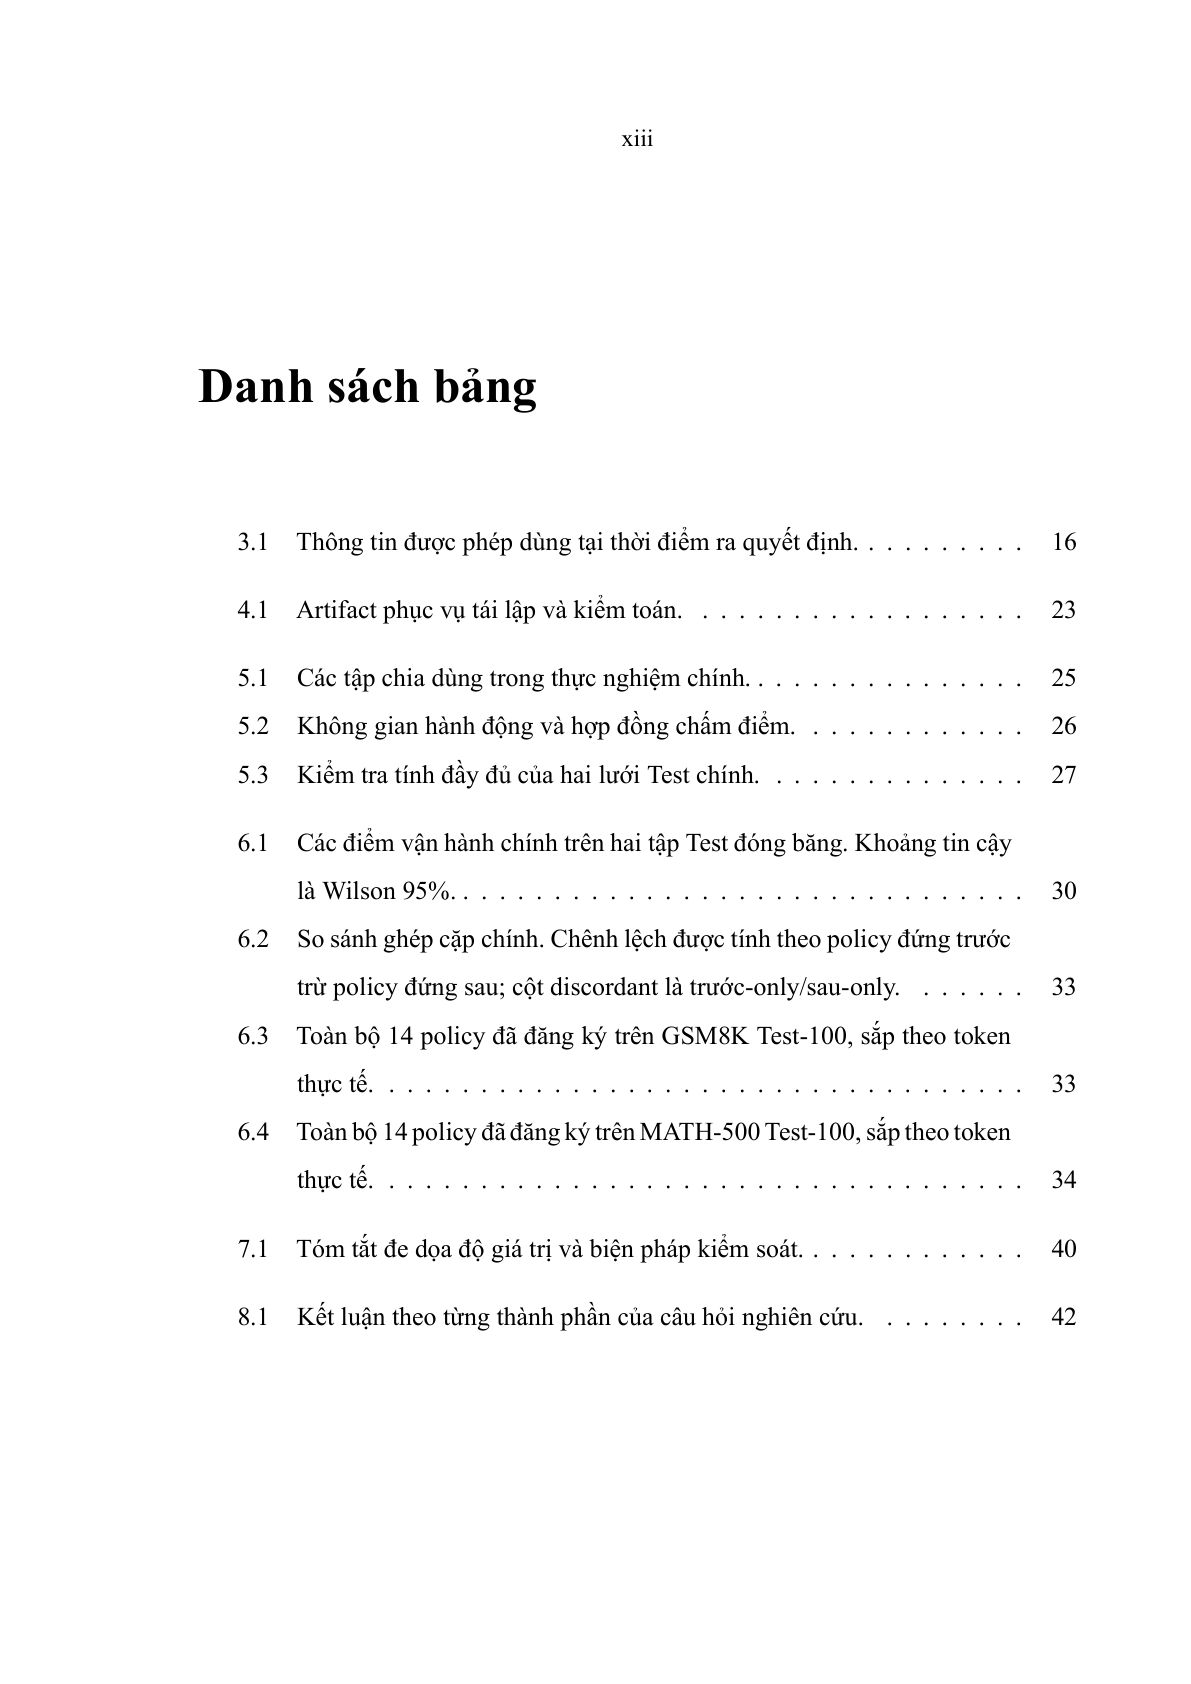 xiii
Danh sách bảng
3.1 Thông tin được phép dùng tại thời điểm ra quyết định. . . . . . . . . . 16
4.1 Artifact phục vụ tái lập và kiểm toán. . . . . . . . . . . . . . . . . . . 23
5.1 Các tập chia dùng trong thực nghiệm chính. . . . . . . . . . . . . . . . 25
5.2 Không gian hành động và hợp đồng chấm điểm. . . . . . . . . . . . . 26
5.3 Kiểm tra tính đầy đủ của hai lưới Test chính. . . . . . . . . . . . . . . 27
6.1 Các điểm vận hành chính trên hai tập Test đóng băng. Khoảng tin cậy
là Wilson 95%. . . . . . . . . . . . . . . . . . . . . . . . . . . . . . . . 30
6.2 So sánh ghép cặp chính. Chênh lệch được tính theo policy đứng trước
trừ policy đứng sau; cột discordant là trước-only/sau-only. . . . . . . 33
6.3 Toàn bộ 14 policy đã đăng ký trên GSM8K Test-100, sắp theo token
thực tế. . . . . . . . . . . . . . . . . . . . . . . . . . . . . . . . . . . . 33
6.4 Toàn bộ 14 policy đã đăng ký trên MATH-500 Test-100, sắp theo token
thực tế. . . . . . . . . . . . . . . . . . . . . . . . . . . . . . . . . . . . 34
7.1 Tóm tắt đe dọa độ giá trị và biện pháp kiểm soát. . . . . . . . . . . . . 40
8.1 Kết luận theo từng thành phần của câu hỏi nghiên cứu. . . . . . . . . 42